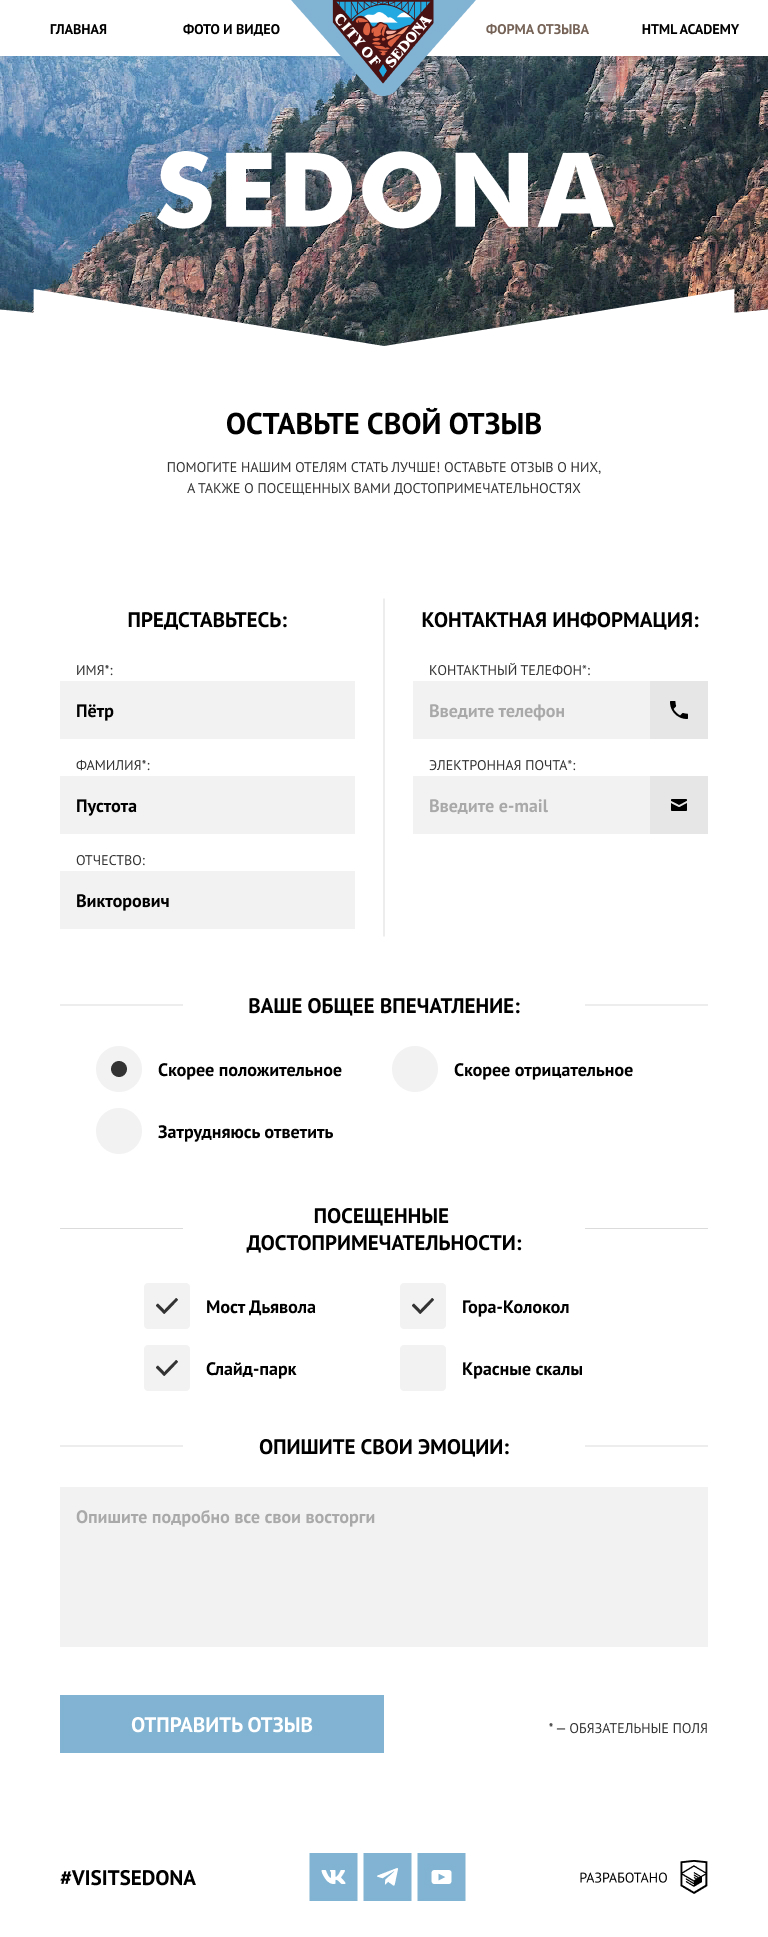 ГЛАВНАЯ
ФОТО И ВИДЕО
CITY OF SEDONA
ФОРМА ОТЗЫВА
HTML ACADEMY
SEDONA
ОСТАВЬТЕ СВОЙ ОТЗЫВ
ПОМОГИТЕ НАШИМ ОТЕЛЯМ СТАТЬ ЛУЧШЕ! ОСТАВЬТЕ ОТЗЫВ О НИХ,
А ТАКЖЕ О ПОСЕЩЕННЫХ ВАМИ ДОСТОПРИМЕЧАТЕЛЬНОСТЯХ
ПРЕДСТАВЬТЕСЬ:
ИМЯ*:
Пётр
ФАМИЛИЯ*:
Пустота
ОТЧЕСТВО:
Викторович
КОНТАКТНАЯ ИНФОРМАЦИЯ:
КОНТАКТНЫЙ ТЕЛЕФОН*:
Введите телефон
ЭЛЕКТРОННАЯ ПОЧТА*:
Введите e-mail
ВАШЕ ОБЩЕЕ ВПЕЧАТЛЕНИЕ:
Скорее положительное
Скорее отрицательное
Затрудняюсь ответить
ПОСЕЩЕННЫЕ
ДОСТОПРИМЕЧАТЕЛЬНОСТИ:
Мост Дьявола
Гора-Колокол
Слайд-парк
Красные скалы
ОПИШИТЕ СВОИ ЭМОЦИИ:
Опишите подробно все свои восторги
ОТПРАВИТЬ ОТЗЫВ
* — ОБЯЗАТЕЛЬНЫЕ ПОЛЯ
#VISITSEDONA
РАЗРАБОТАНО